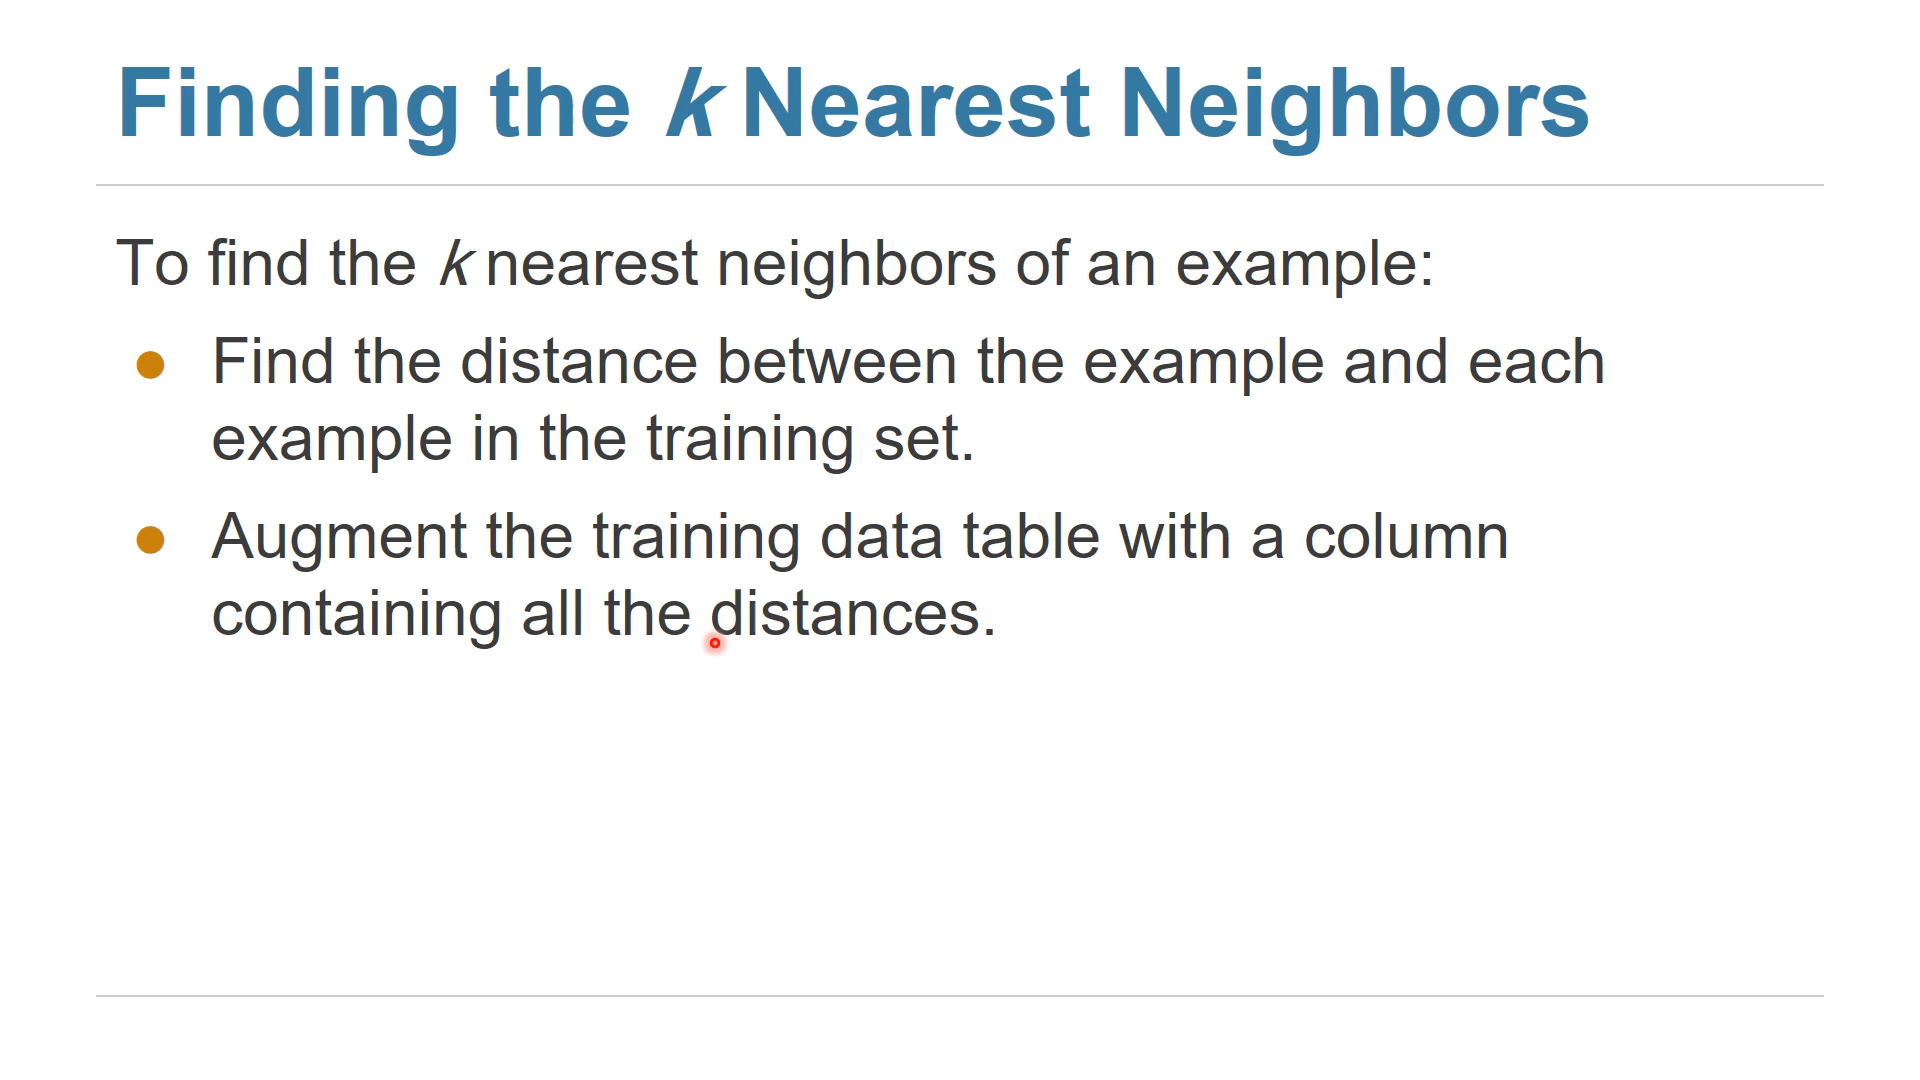 Finding the k Nearest Neighbors
To find the k nearest neighbors of an example:
● Find the distance between the example and each
example in the training set.
● Augment the training data table with a column
containing all the distances.